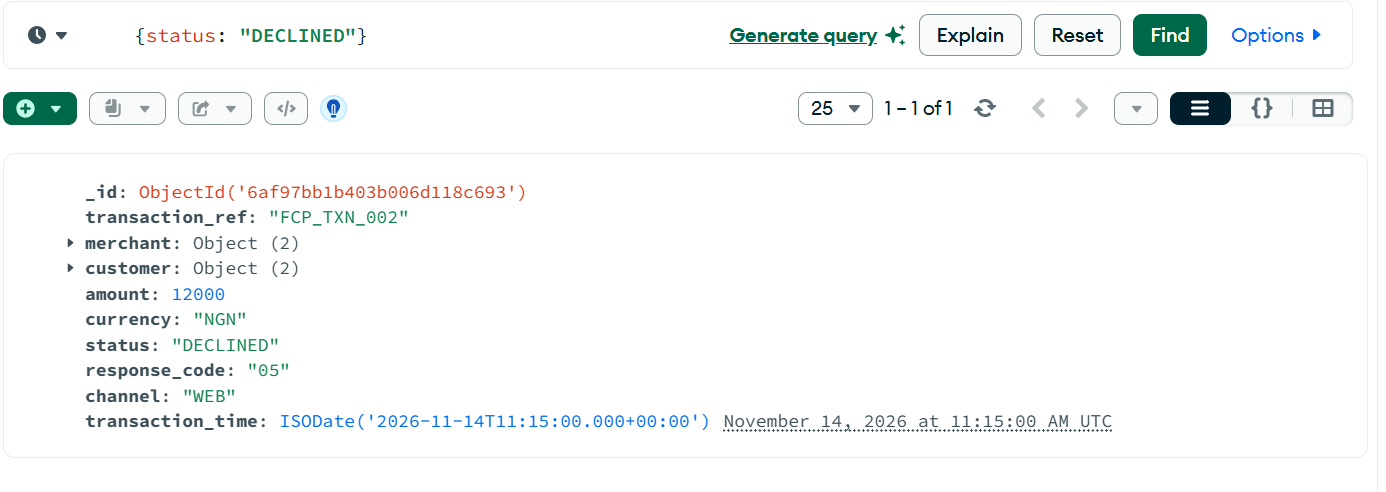 {status: "DECLINED"} Generate query Explain Reset Find Options
25 1 – 1 of 1
_id: ObjectId('6af97bb1b403b006d118c693')
transaction_ref: "FCP_TXN_002"
merchant: Object (2)
customer: Object (2)
amount: 12000
currency: "NGN"
status: "DECLINED"
response_code: "05"
channel: "WEB"
transaction_time: ISODate('2026-11-14T11:15:00.000+00:00') November 14, 2026 at 11:15:00 AM UTC